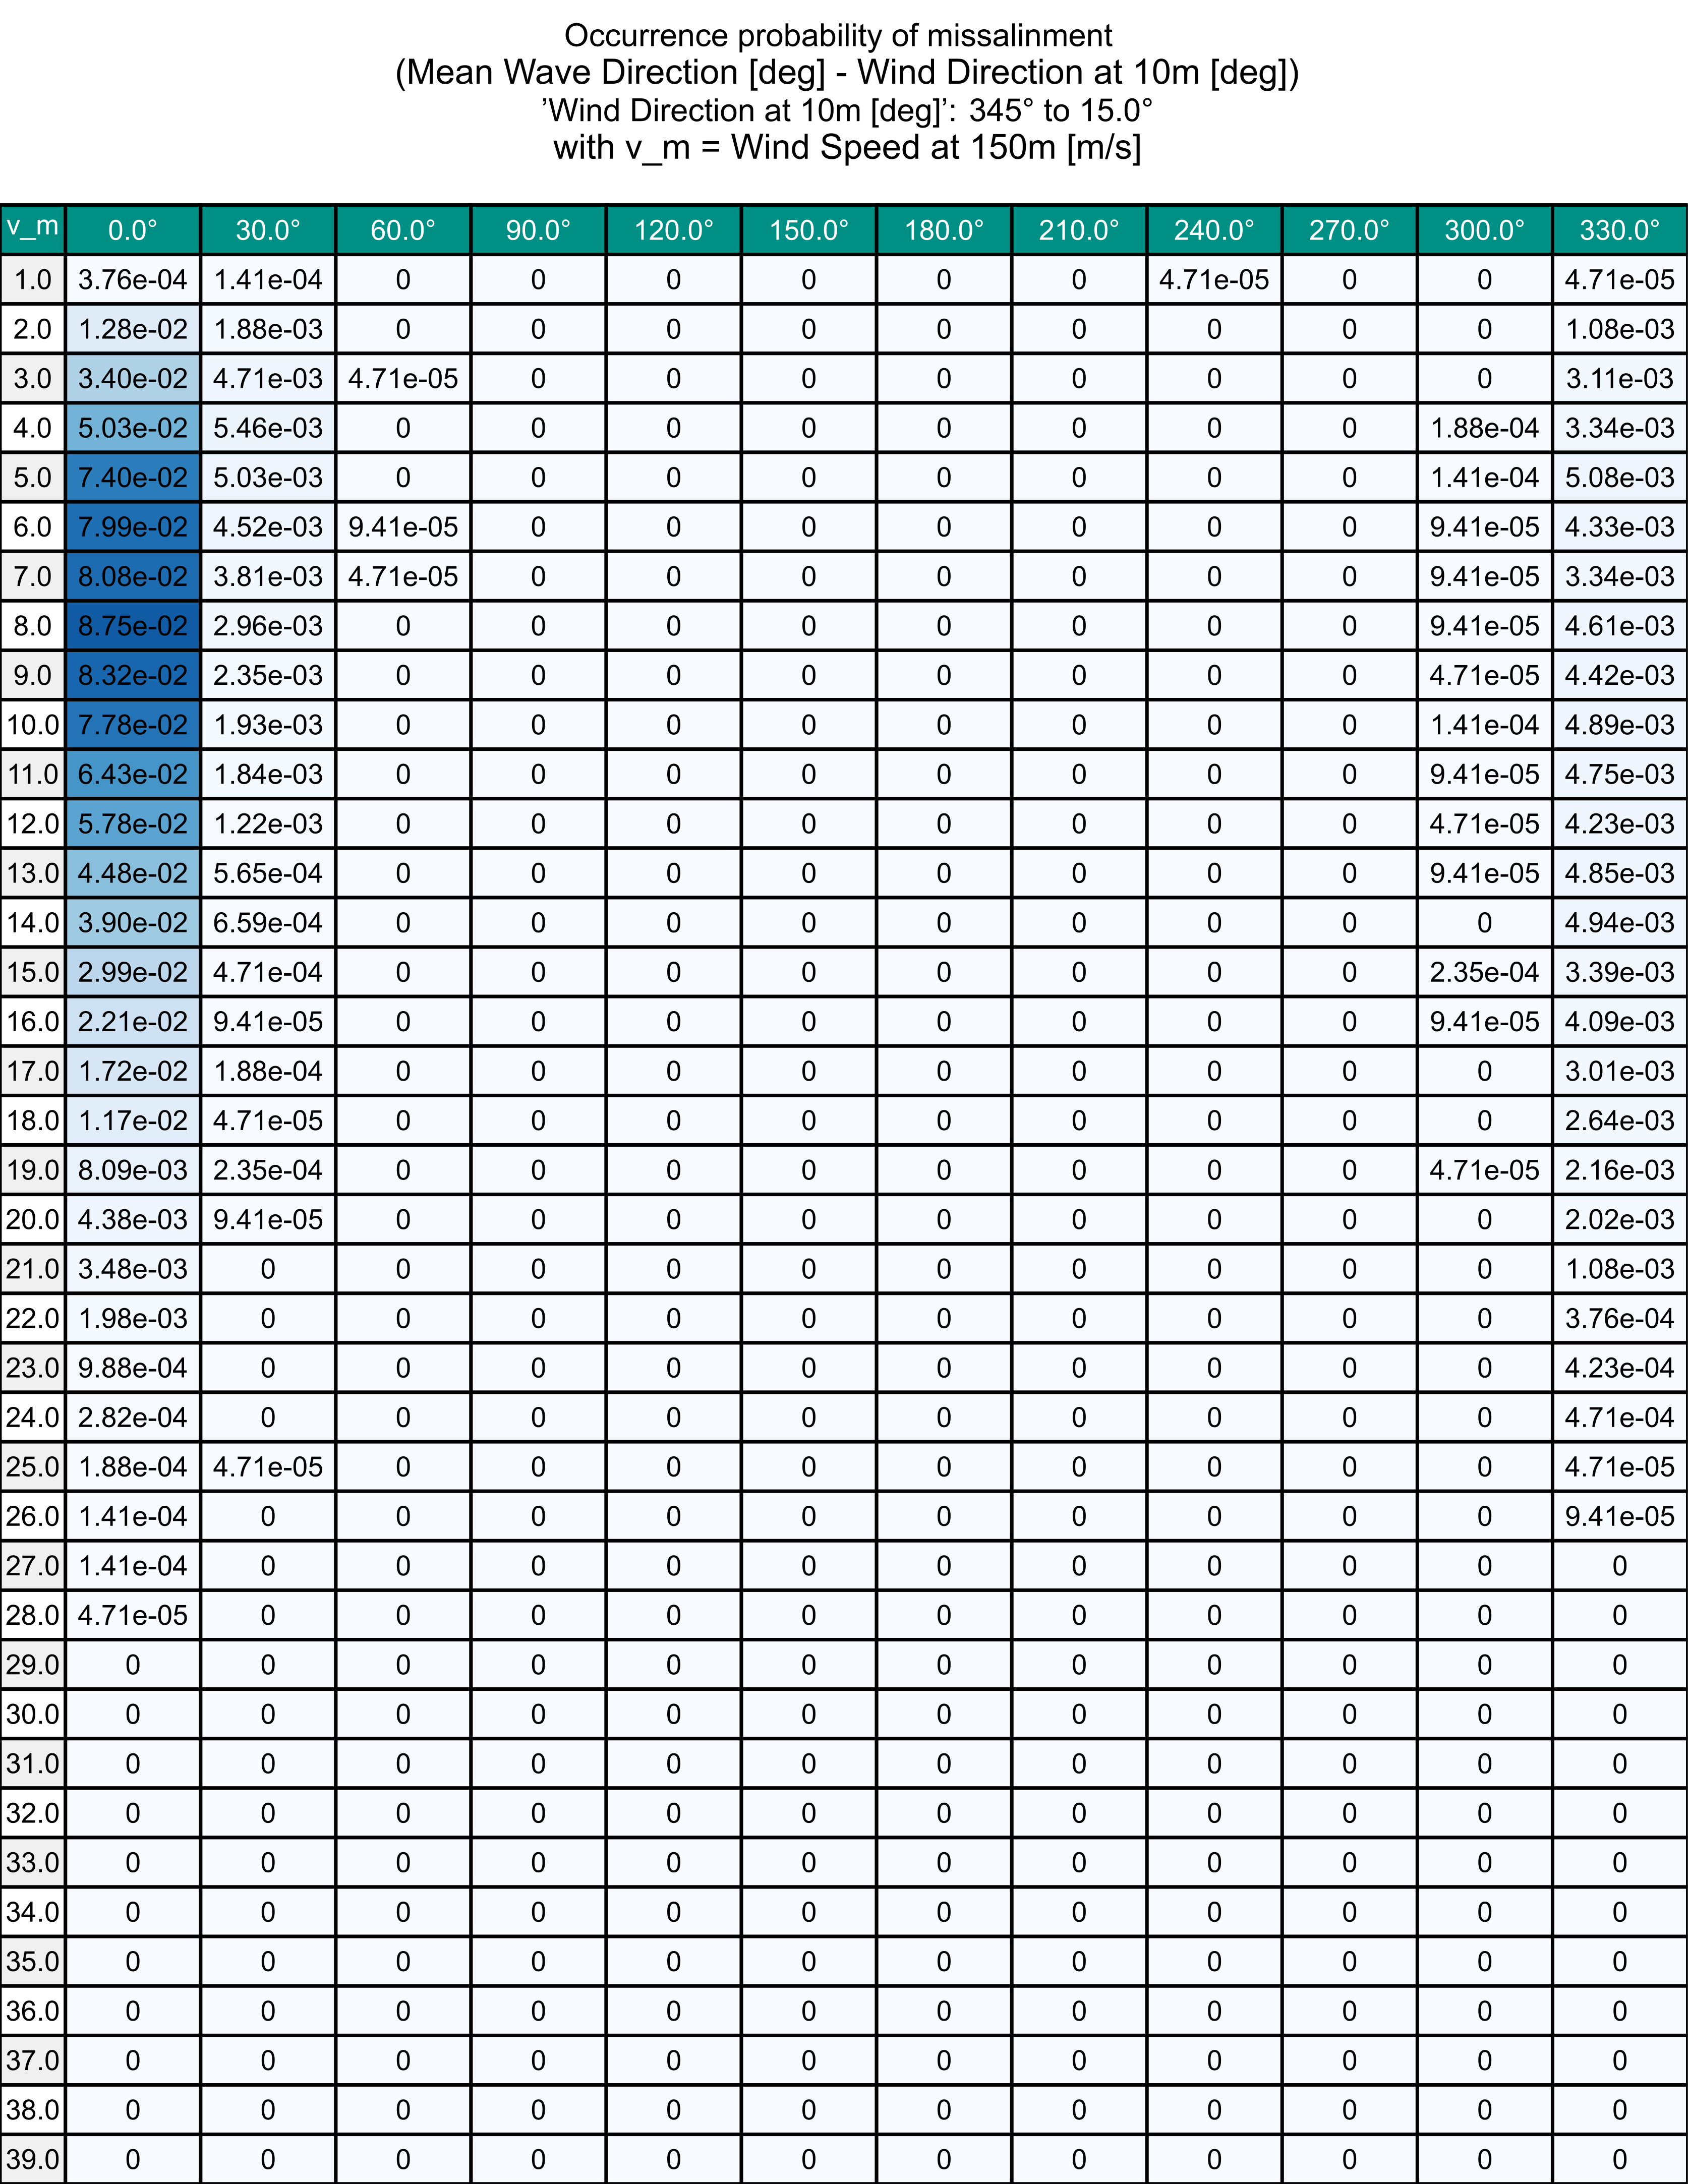 Occurrence probability of missalinment
(Mean Wave Direction [deg] - Wind Direction at 10m [deg])
’Wind Direction at 10m [deg]’: 345° to 15.0°
with v_m = Wind Speed at 150m [m/s]
v_m 0.0° 30.0° 60.0° 90.0° 120.0° 150.0° 180.0° 210.0° 240.0° 270.0° 300.0° 330.0°
1.0 3.76e-04 1.41e-04 0 0 0 0 0 0 4.71e-05 0 0 4.71e-05
2.0 1.28e-02 1.88e-03 0 0 0 0 0 0 0 0 0 1.08e-03
3.0 3.40e-02 4.71e-03 4.71e-05 0 0 0 0 0 0 0 0 3.11e-03
4.0 5.03e-02 5.46e-03 0 0 0 0 0 0 0 0 1.88e-04 3.34e-03
5.0 7.40e-02 5.03e-03 0 0 0 0 0 0 0 0 1.41e-04 5.08e-03
6.0 7.99e-02 4.52e-03 9.41e-05 0 0 0 0 0 0 0 9.41e-05 4.33e-03
7.0 8.08e-02 3.81e-03 4.71e-05 0 0 0 0 0 0 0 9.41e-05 3.34e-03
8.0 8.75e-02 2.96e-03 0 0 0 0 0 0 0 0 9.41e-05 4.61e-03
9.0 8.32e-02 2.35e-03 0 0 0 0 0 0 0 0 4.71e-05 4.42e-03
10.0 7.78e-02 1.93e-03 0 0 0 0 0 0 0 0 1.41e-04 4.89e-03
11.0 6.43e-02 1.84e-03 0 0 0 0 0 0 0 0 9.41e-05 4.75e-03
12.0 5.78e-02 1.22e-03 0 0 0 0 0 0 0 0 4.71e-05 4.23e-03
13.0 4.48e-02 5.65e-04 0 0 0 0 0 0 0 0 9.41e-05 4.85e-03
14.0 3.90e-02 6.59e-04 0 0 0 0 0 0 0 0 0 4.94e-03
15.0 2.99e-02 4.71e-04 0 0 0 0 0 0 0 0 2.35e-04 3.39e-03
16.0 2.21e-02 9.41e-05 0 0 0 0 0 0 0 0 9.41e-05 4.09e-03
17.0 1.72e-02 1.88e-04 0 0 0 0 0 0 0 0 0 3.01e-03
18.0 1.17e-02 4.71e-05 0 0 0 0 0 0 0 0 0 2.64e-03
19.0 8.09e-03 2.35e-04 0 0 0 0 0 0 0 0 4.71e-05 2.16e-03
20.0 4.38e-03 9.41e-05 0 0 0 0 0 0 0 0 0 2.02e-03
21.0 3.48e-03 0 0 0 0 0 0 0 0 0 0 1.08e-03
22.0 1.98e-03 0 0 0 0 0 0 0 0 0 0 3.76e-04
23.0 9.88e-04 0 0 0 0 0 0 0 0 0 0 4.23e-04
24.0 2.82e-04 0 0 0 0 0 0 0 0 0 0 4.71e-04
25.0 1.88e-04 4.71e-05 0 0 0 0 0 0 0 0 0 4.71e-05
26.0 1.41e-04 0 0 0 0 0 0 0 0 0 0 9.41e-05
27.0 1.41e-04 0 0 0 0 0 0 0 0 0 0 0
28.0 4.71e-05 0 0 0 0 0 0 0 0 0 0 0
29.0 0 0 0 0 0 0 0 0 0 0 0 0
30.0 0 0 0 0 0 0 0 0 0 0 0 0
31.0 0 0 0 0 0 0 0 0 0 0 0 0
32.0 0 0 0 0 0 0 0 0 0 0 0 0
33.0 0 0 0 0 0 0 0 0 0 0 0 0
34.0 0 0 0 0 0 0 0 0 0 0 0 0
35.0 0 0 0 0 0 0 0 0 0 0 0 0
36.0 0 0 0 0 0 0 0 0 0 0 0 0
37.0 0 0 0 0 0 0 0 0 0 0 0 0
38.0 0 0 0 0 0 0 0 0 0 0 0 0
39.0 0 0 0 0 0 0 0 0 0 0 0 0